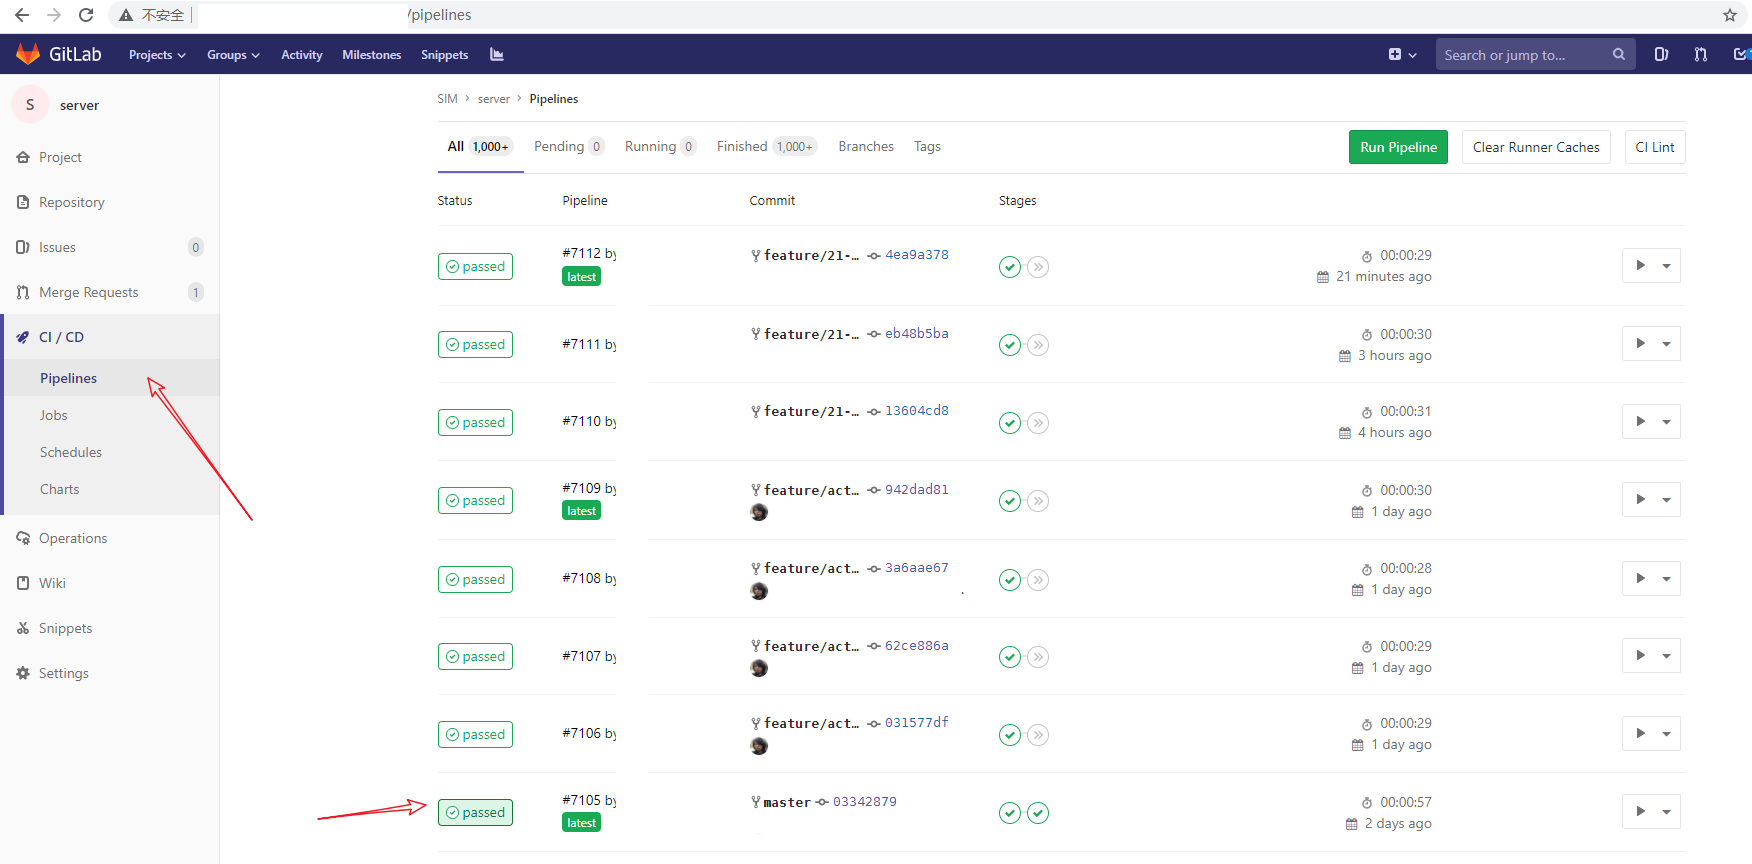 不安全 /pipelines
GitLab Projects Groups Activity Milestones Snippets Search or jump to...
S server
Project
Repository
Issues 0
Merge Requests 1
CI / CD
Pipelines
Jobs
Schedules
Charts
Operations
Wiki
Snippets
Settings
SIM > server > Pipelines
All 1,000+ Pending 0 Running 0 Finished 1,000+ Branches Tags Run Pipeline Clear Runner Caches CI Lint
Status Pipeline Commit Stages
passed #7112 by feature/21-… 4ea9a378 00:00:29
latest 21 minutes ago
passed #7111 by feature/21-… eb48b5ba 00:00:30
3 hours ago
passed #7110 by feature/21-… 13604cd8 00:00:31
4 hours ago
passed #7109 by feature/act… 942dad81 00:00:30
latest 1 day ago
passed #7108 by feature/act… 3a6aae67 00:00:28
1 day ago
passed #7107 by feature/act… 62ce886a 00:00:29
1 day ago
passed #7106 by feature/act… 031577df 00:00:29
1 day ago
passed #7105 by master 03342879 00:00:57
latest 2 days ago